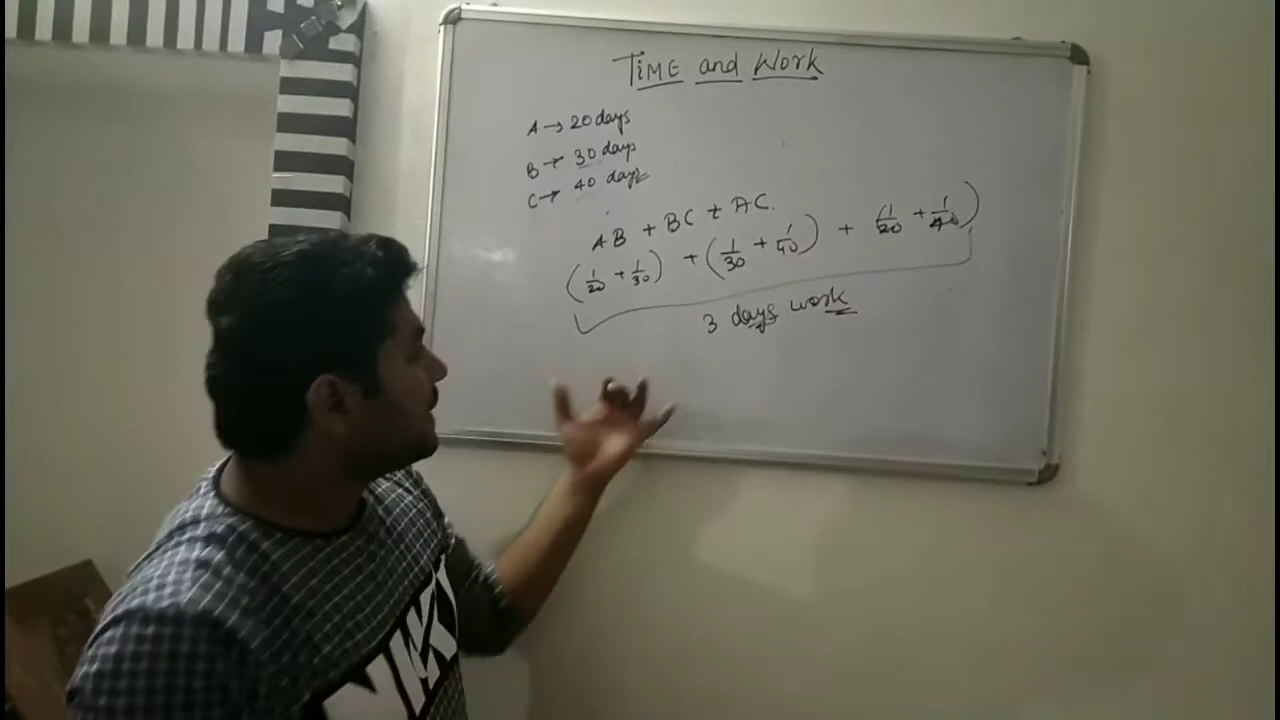 TiME and Work
A → 20 days
B → 30 days
C → 40 days
AB + BC + AC.
(1/20 + 1/30) + (1/30 + 1/40) + (1/20 + 1/40)
3 days work